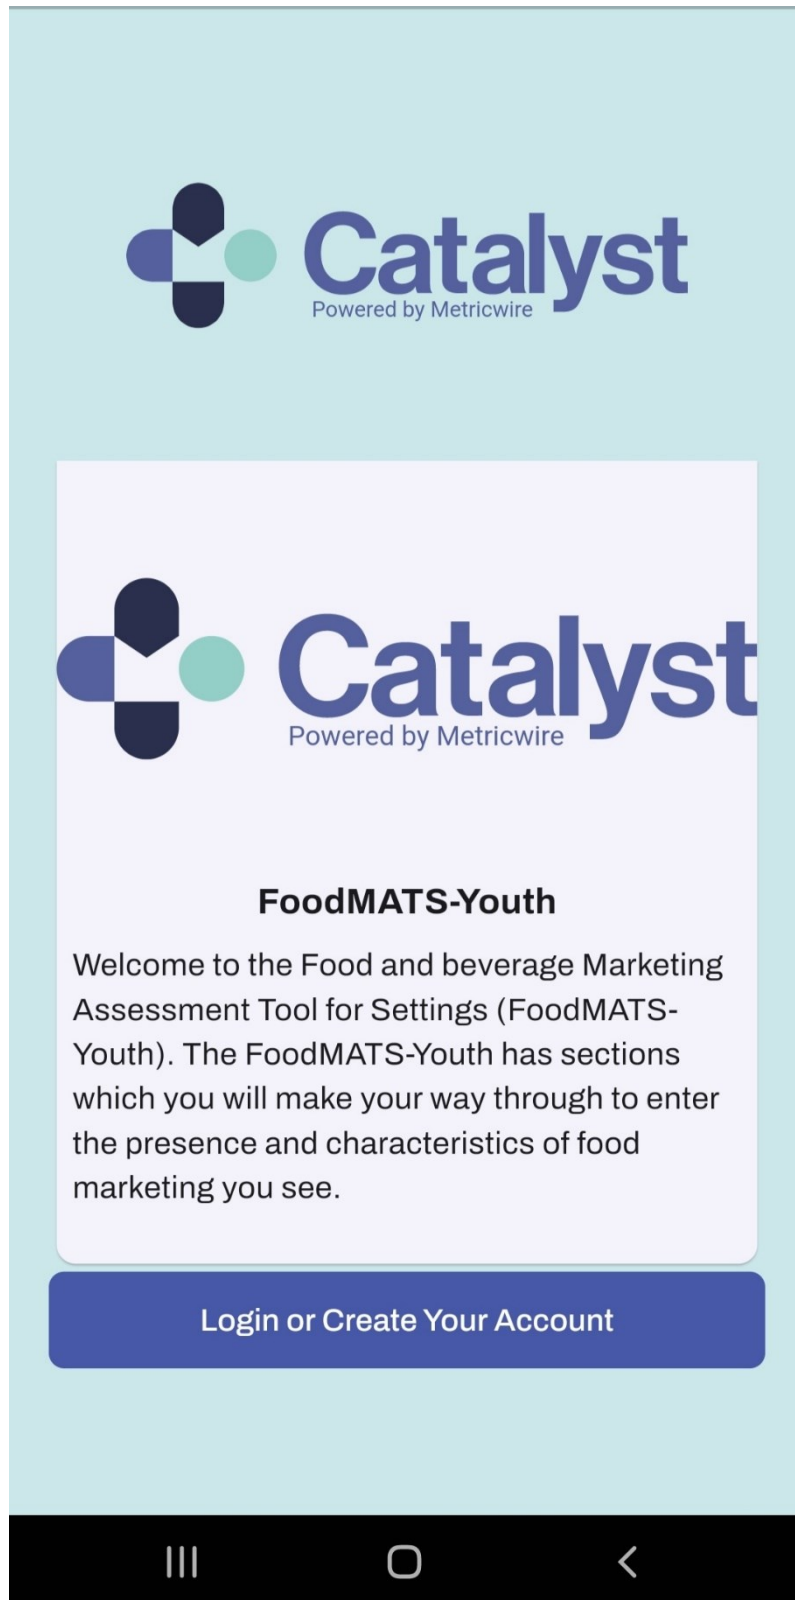 Catalyst
Powered by Metricwire
Catalyst
Powered by Metricwire
FoodMATS-Youth
Welcome to the Food and beverage Marketing
Assessment Tool for Settings (FoodMATS-
Youth). The FoodMATS-Youth has sections
which you will make your way through to enter
the presence and characteristics of food
marketing you see.
Login or Create Your Account